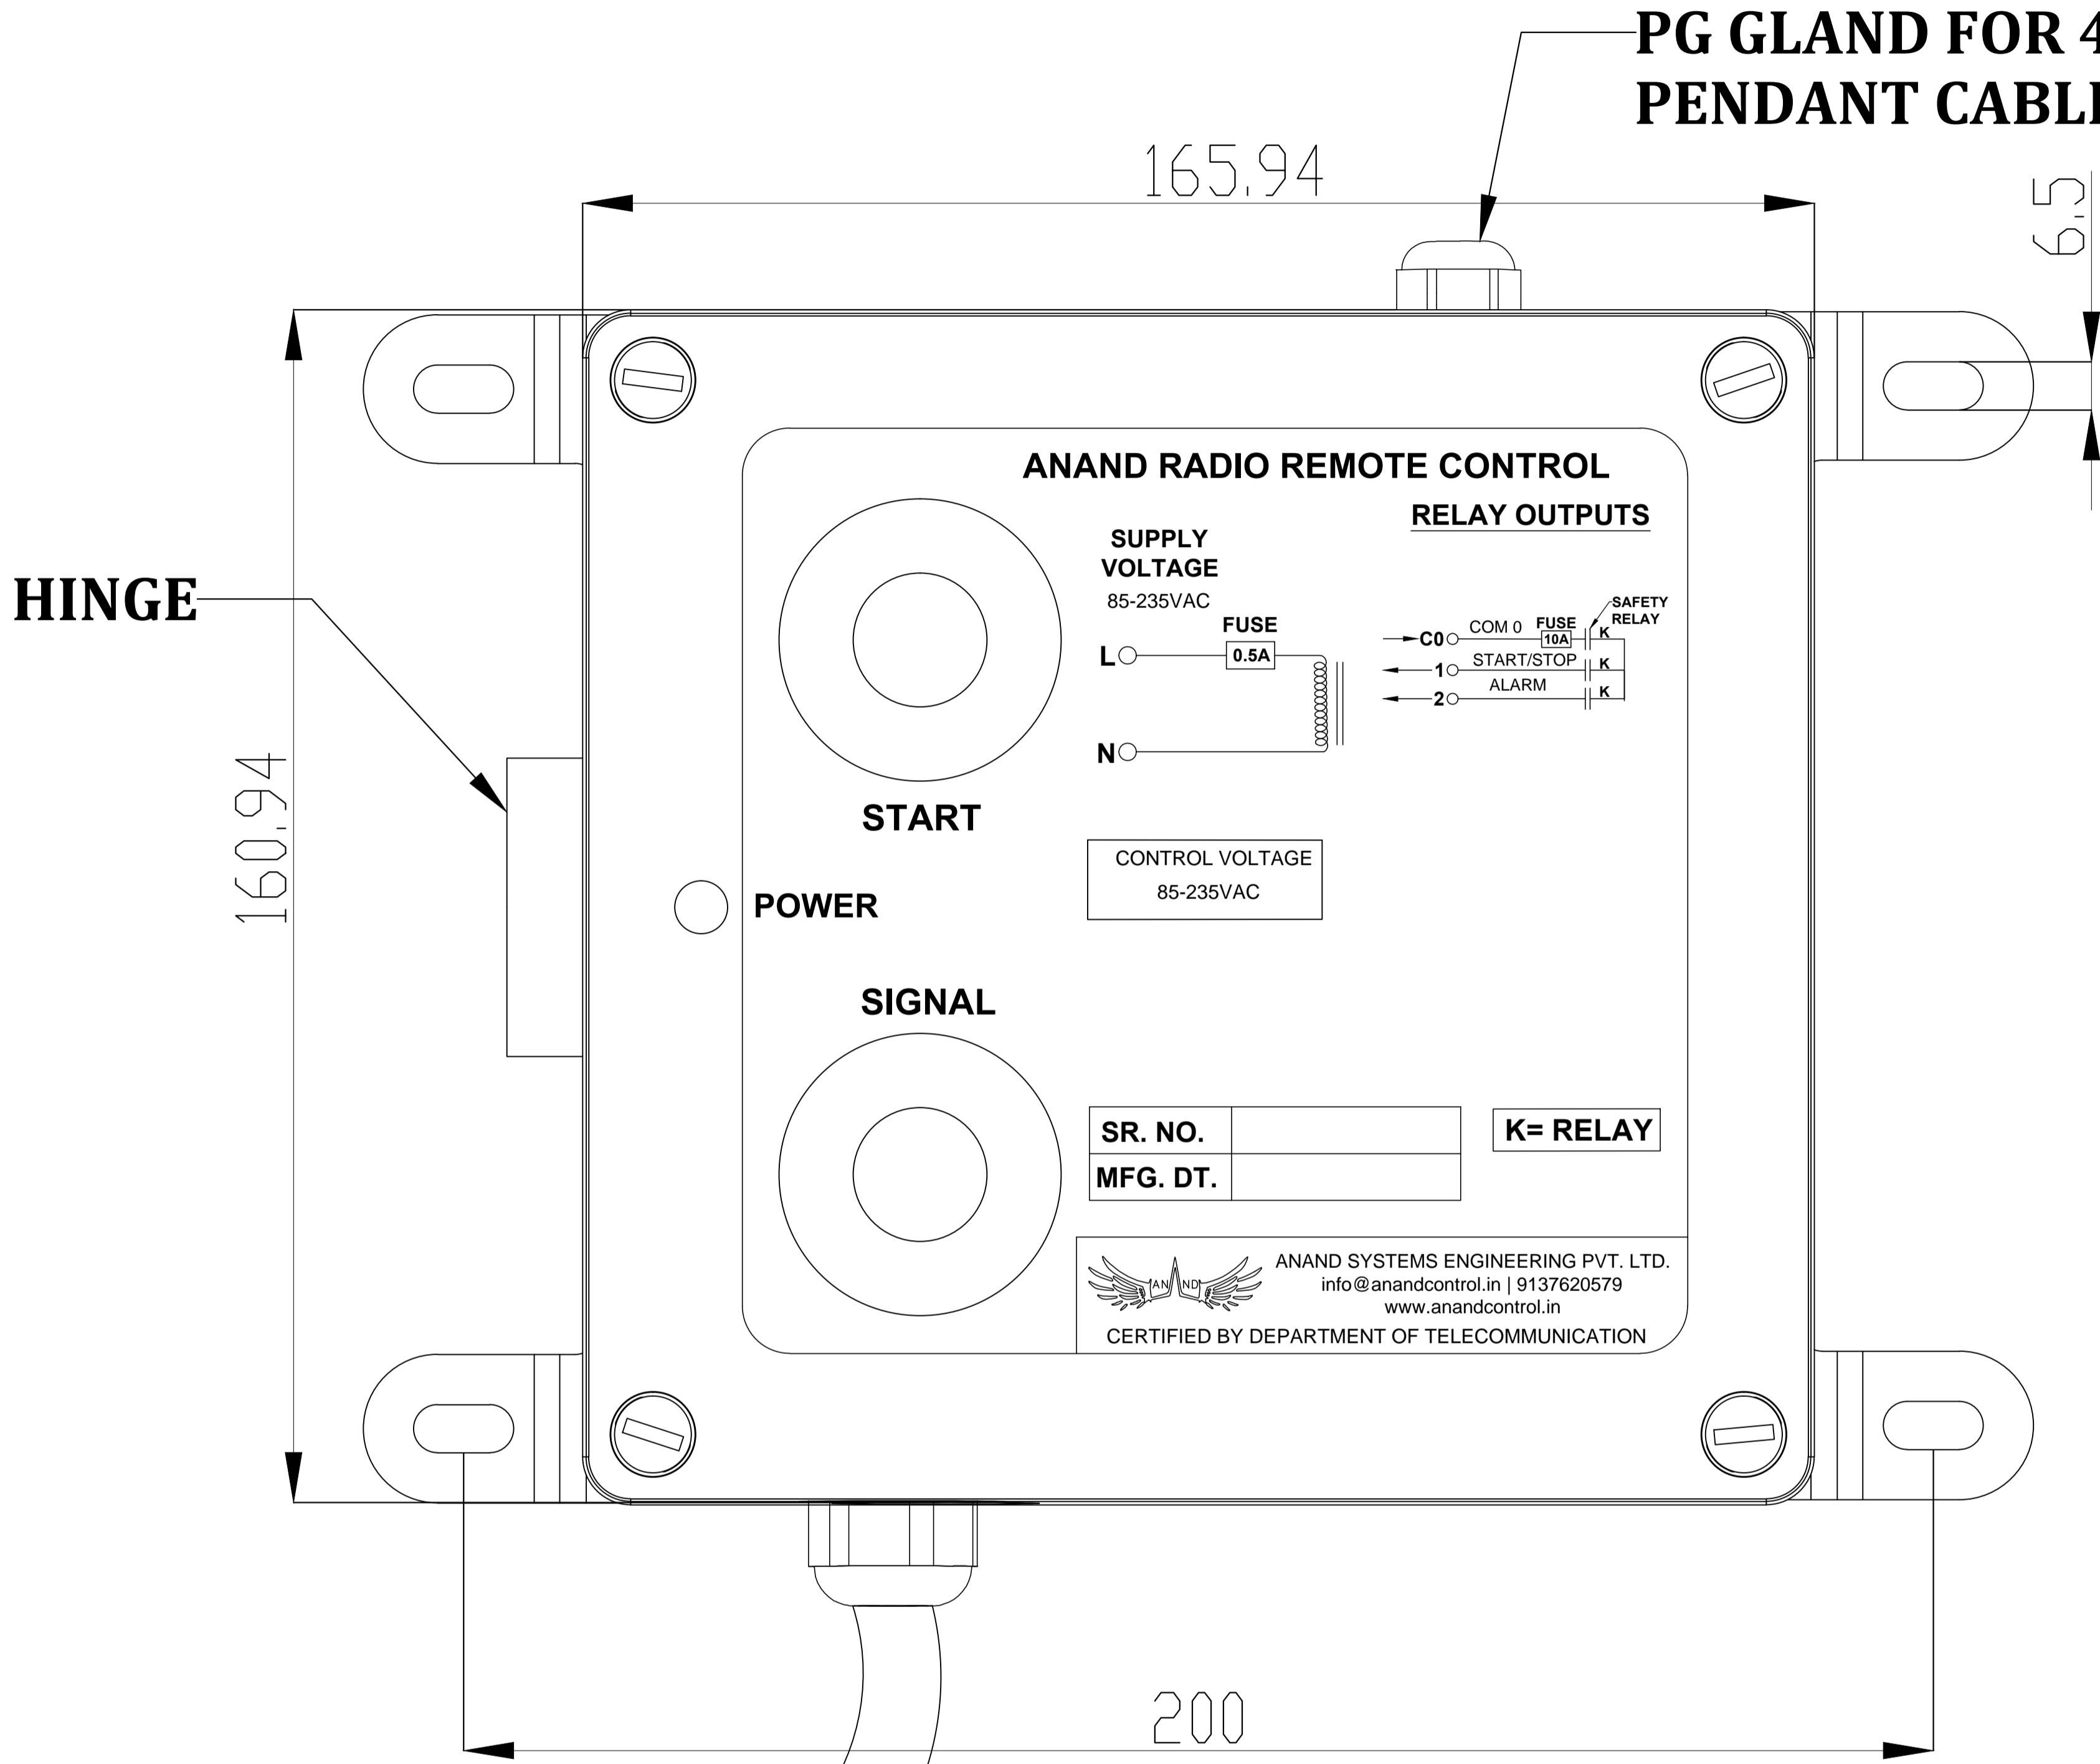 PG GLAND FOR 4
PENDANT CABL
165.94
6.5
ANAND RADIO REMOTE CONTROL
RELAY OUTPUTS
SUPPLY
VOLTAGE
85-235VAC
FUSE
L
0.5A
N
SAFETY
RELAY
C0 COM 0 FUSE
10A K
1 START/STOP K
2 ALARM K
HINGE
160.94
START
CONTROL VOLTAGE
85-235VAC
POWER
SIGNAL
SR. NO.
MFG. DT.
K= RELAY
AN ND
ANAND SYSTEMS ENGINEERING PVT. LTD.
info@anandcontrol.in | 9137620579
www.anandcontrol.in
CERTIFIED BY DEPARTMENT OF TELECOMMUNICATION
200